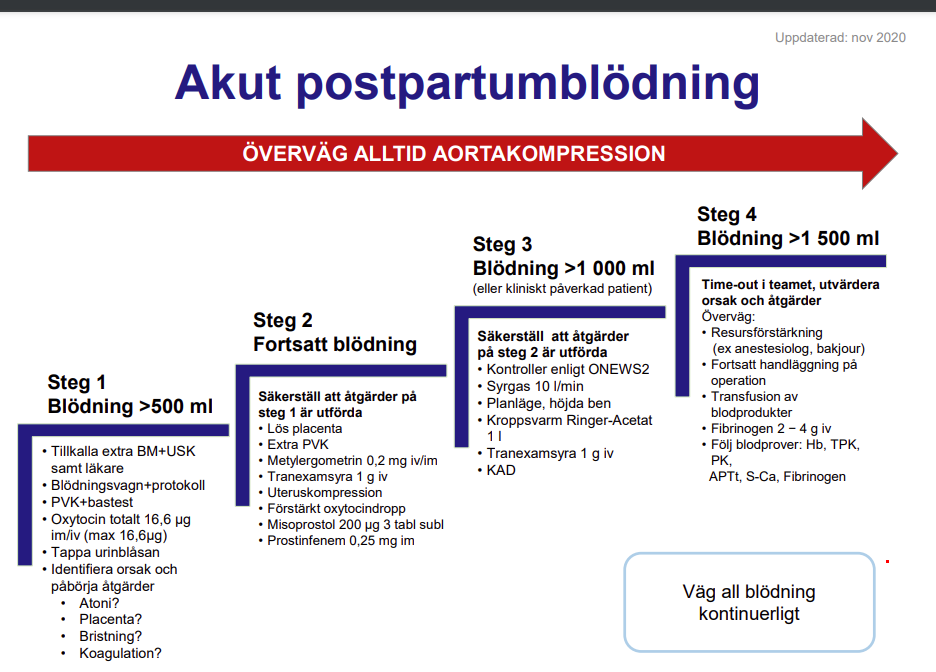 Uppdaterad: nov 2020
Akut postpartumblödning
ÖVERVÄG ALLTID AORTAKOMPRESSION
Steg 1
Blödning >500 ml
• Tillkalla extra BM+USK
samt läkare
• Blödningsvagn+protokoll
• PVK+bastest
• Oxytocin totalt 16,6 µg
im/iv (max 16,6µg)
• Tappa urinblåsan
• Identifiera orsak och
påbörja åtgärder
• Atoni?
• Placenta?
• Bristning?
• Koagulation?
Steg 2
Fortsatt blödning
Säkerställ att åtgärder på
steg 1 är utförda
• Lös placenta
• Extra PVK
• Metylergometrin 0,2 mg iv/im
• Tranexamsyra 1 g iv
• Uteruskompression
• Förstärkt oxytocindropp
• Misoprostol 200 µg 3 tabl subl
• Prostinfenem 0,25 mg im
Steg 3
Blödning >1 000 ml
(eller kliniskt påverkad patient)
Säkerställ att åtgärder
på steg 2 är utförda
• Kontroller enligt ONEWS2
• Syrgas 10 l/min
• Planläge, höjda ben
• Kroppsvarm Ringer-Acetat
1 l
• Tranexamsyra 1 g iv
• KAD
Steg 4
Blödning >1 500 ml
Time-out i teamet, utvärdera
orsak och åtgärder
Överväg:
• Resursförstärkning
(ex anestesiolog, bakjour)
• Fortsatt handläggning på
operation
• Transfusion av
blodprodukter
• Fibrinogen 2 − 4 g iv
• Följ blodprover: Hb, TPK,
PK,
APTt, S-Ca, Fibrinogen
Väg all blödning
kontinuerligt